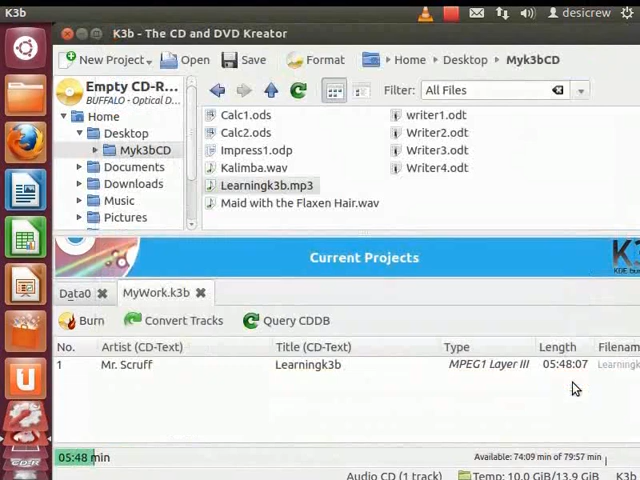 K3b
desicrew
K3b - The CD and DVD Kreator
New Project
Open
Save
Format
Home
Desktop
Myk3bCD
Empty CD-R...
BUFFALO - Optical D...
Filter:
All Files
Home
Desktop
Myk3bCD
Documents
Downloads
Music
Pictures
Calc1.ods
Calc2.ods
Impress1.odp
Kalimba.wav
Learningk3b.mp3
Maid with the Flaxen Hair.wav
writer1.odt
Writer2.odt
Writer3.odt
Writer4.odt
Current Projects
K3
KDE bur
Data0
MyWork.k3b
Burn
Convert Tracks
Query CDDB
No.
Artist (CD-Text)
Title (CD-Text)
Type
Length
Filenam
1
Mr. Scruff
Learningk3b
MPEG1 Layer III
05:48:07
Learningk
05:48 min
Available: 74:09 min of 79:57 min
Audio CD (1 track)
Temp: 10.0 GiB/13.9 GiB
K3b